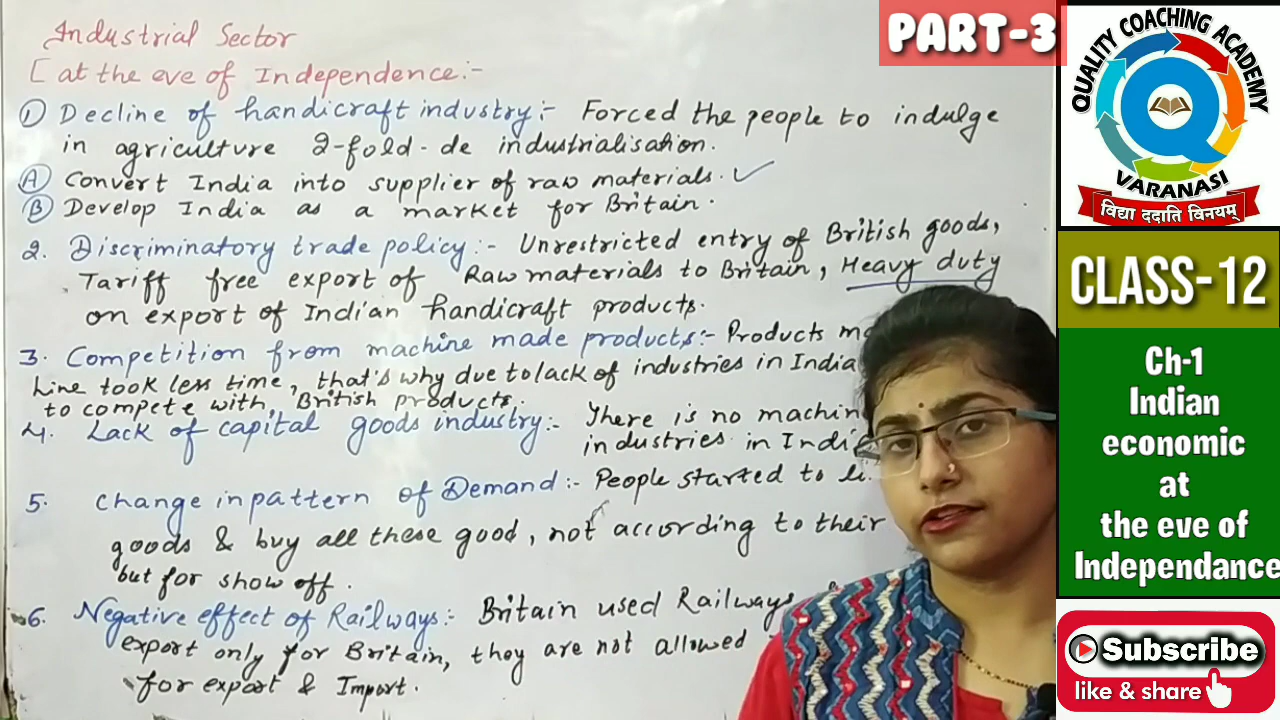 Industrial Sector
[ at the eve of Independence:-
① Decline of handicraft industry:- Forced the people to indulge
in agriculture 2-fold-de industrialisation.
Ⓐ Convert India into supplier of raw materials. ✓
Ⓑ Develop India as a market for Britain.
2. Discriminatory trade policy:- Unrestricted entry of British goods,
Tariff free export of Raw materials to Britain, Heavy duty
on export of Indian handicraft products.
3. Competition from machine made products:- Products
hine took less time, that's why due to lack of industries in India
to compete with British products.
4. Lack of capital goods industry:- There is no machin
industries in India
5. Change in pattern of Demand:- People started to
goods & buy all these good, not according to their
but for show off.
6. Negative effect of Railways:- Britain used Railways
export only for Britain, they are not allowed
for export & Import.
PART-3
QUALITY COACHING ACADEMY
VARANASI
विद्या ददाति विनयम्
CLASS-12
Ch-1
Indian
economic
at
the eve of
Independance
Subscribe
like & share